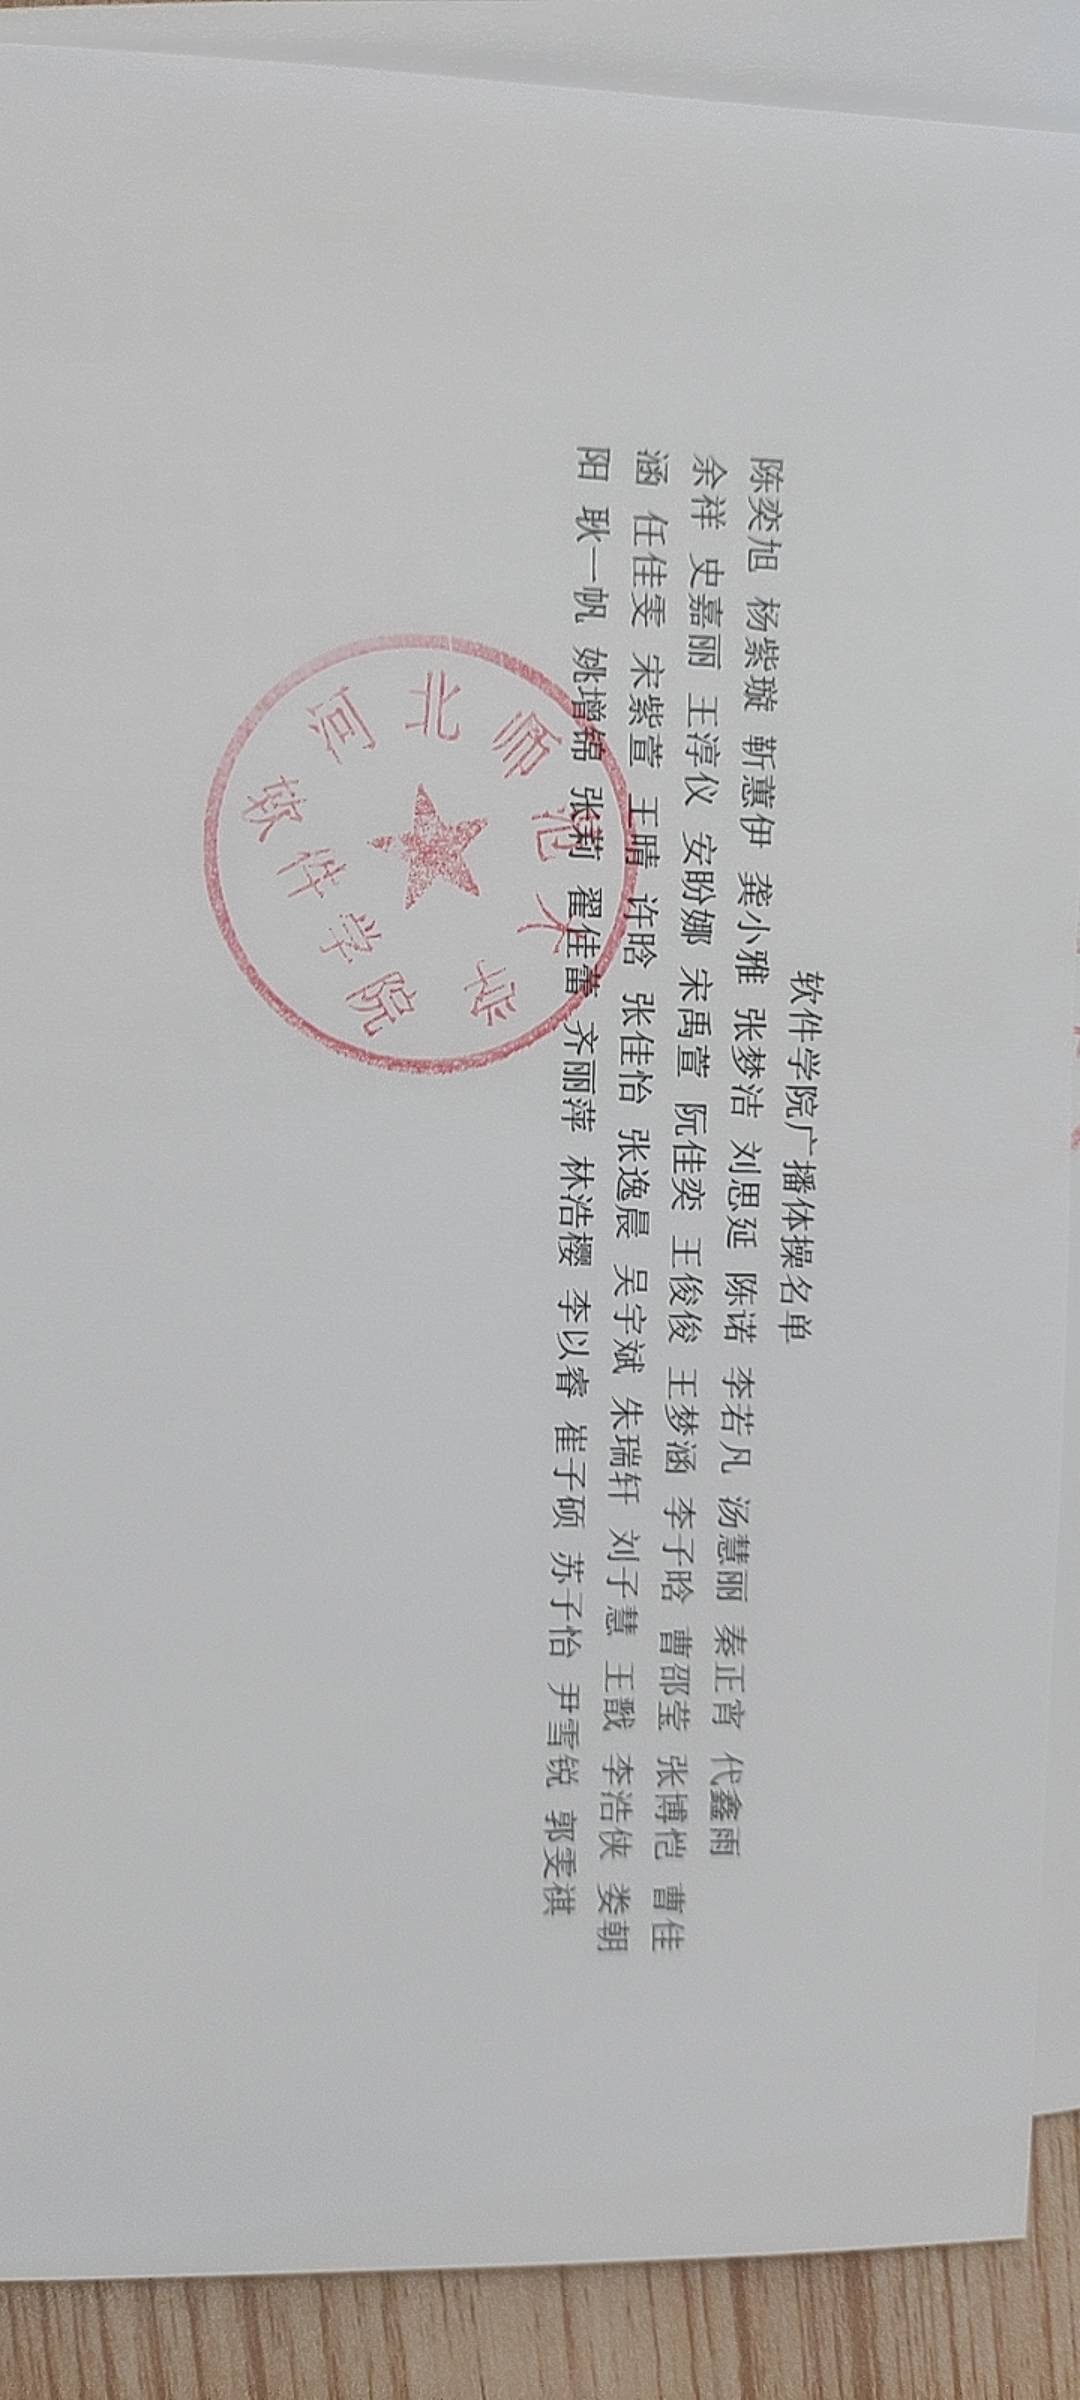 软件学院广播体操名单
陈奕旭 杨紫璇 靳蕙伊 龚小雅 张梦洁 刘思延 陈诺 李若凡 汤慧丽 秦正宵 代鑫雨
余祥 史嘉丽 王淳仪 安盼娜 宋禹萱 阮佳奕 王俊俊 王梦涵 李子晗 曹邵莹 张博恺 曹佳
涵 任佳雯 宋紫萱 王晴 许晗 张佳怡 张逸晨 吴宇斌 朱瑞轩 刘子慧 王戬 李浩侠 娄朝
阳 耿一帆 姚增锦 张莉 翟佳蕾 齐丽萍 林浩樱 李以睿 崔子硕 苏子怡 尹雪锐 郭雯祺
河北师范大学
软件学院